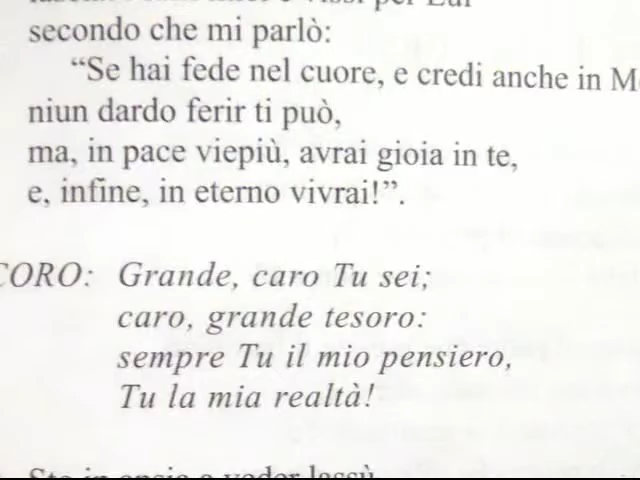 secondo che mi parlò:
"Se hai fede nel cuore, e credi anche in
niun dardo ferir ti può,
ma, in pace viepiù, avrai gioia in te,
e, infine, in eterno vivrai!".
CORO: Grande, caro Tu sei;
caro, grande tesoro:
sempre Tu il mio pensiero,
Tu la mia realtà!